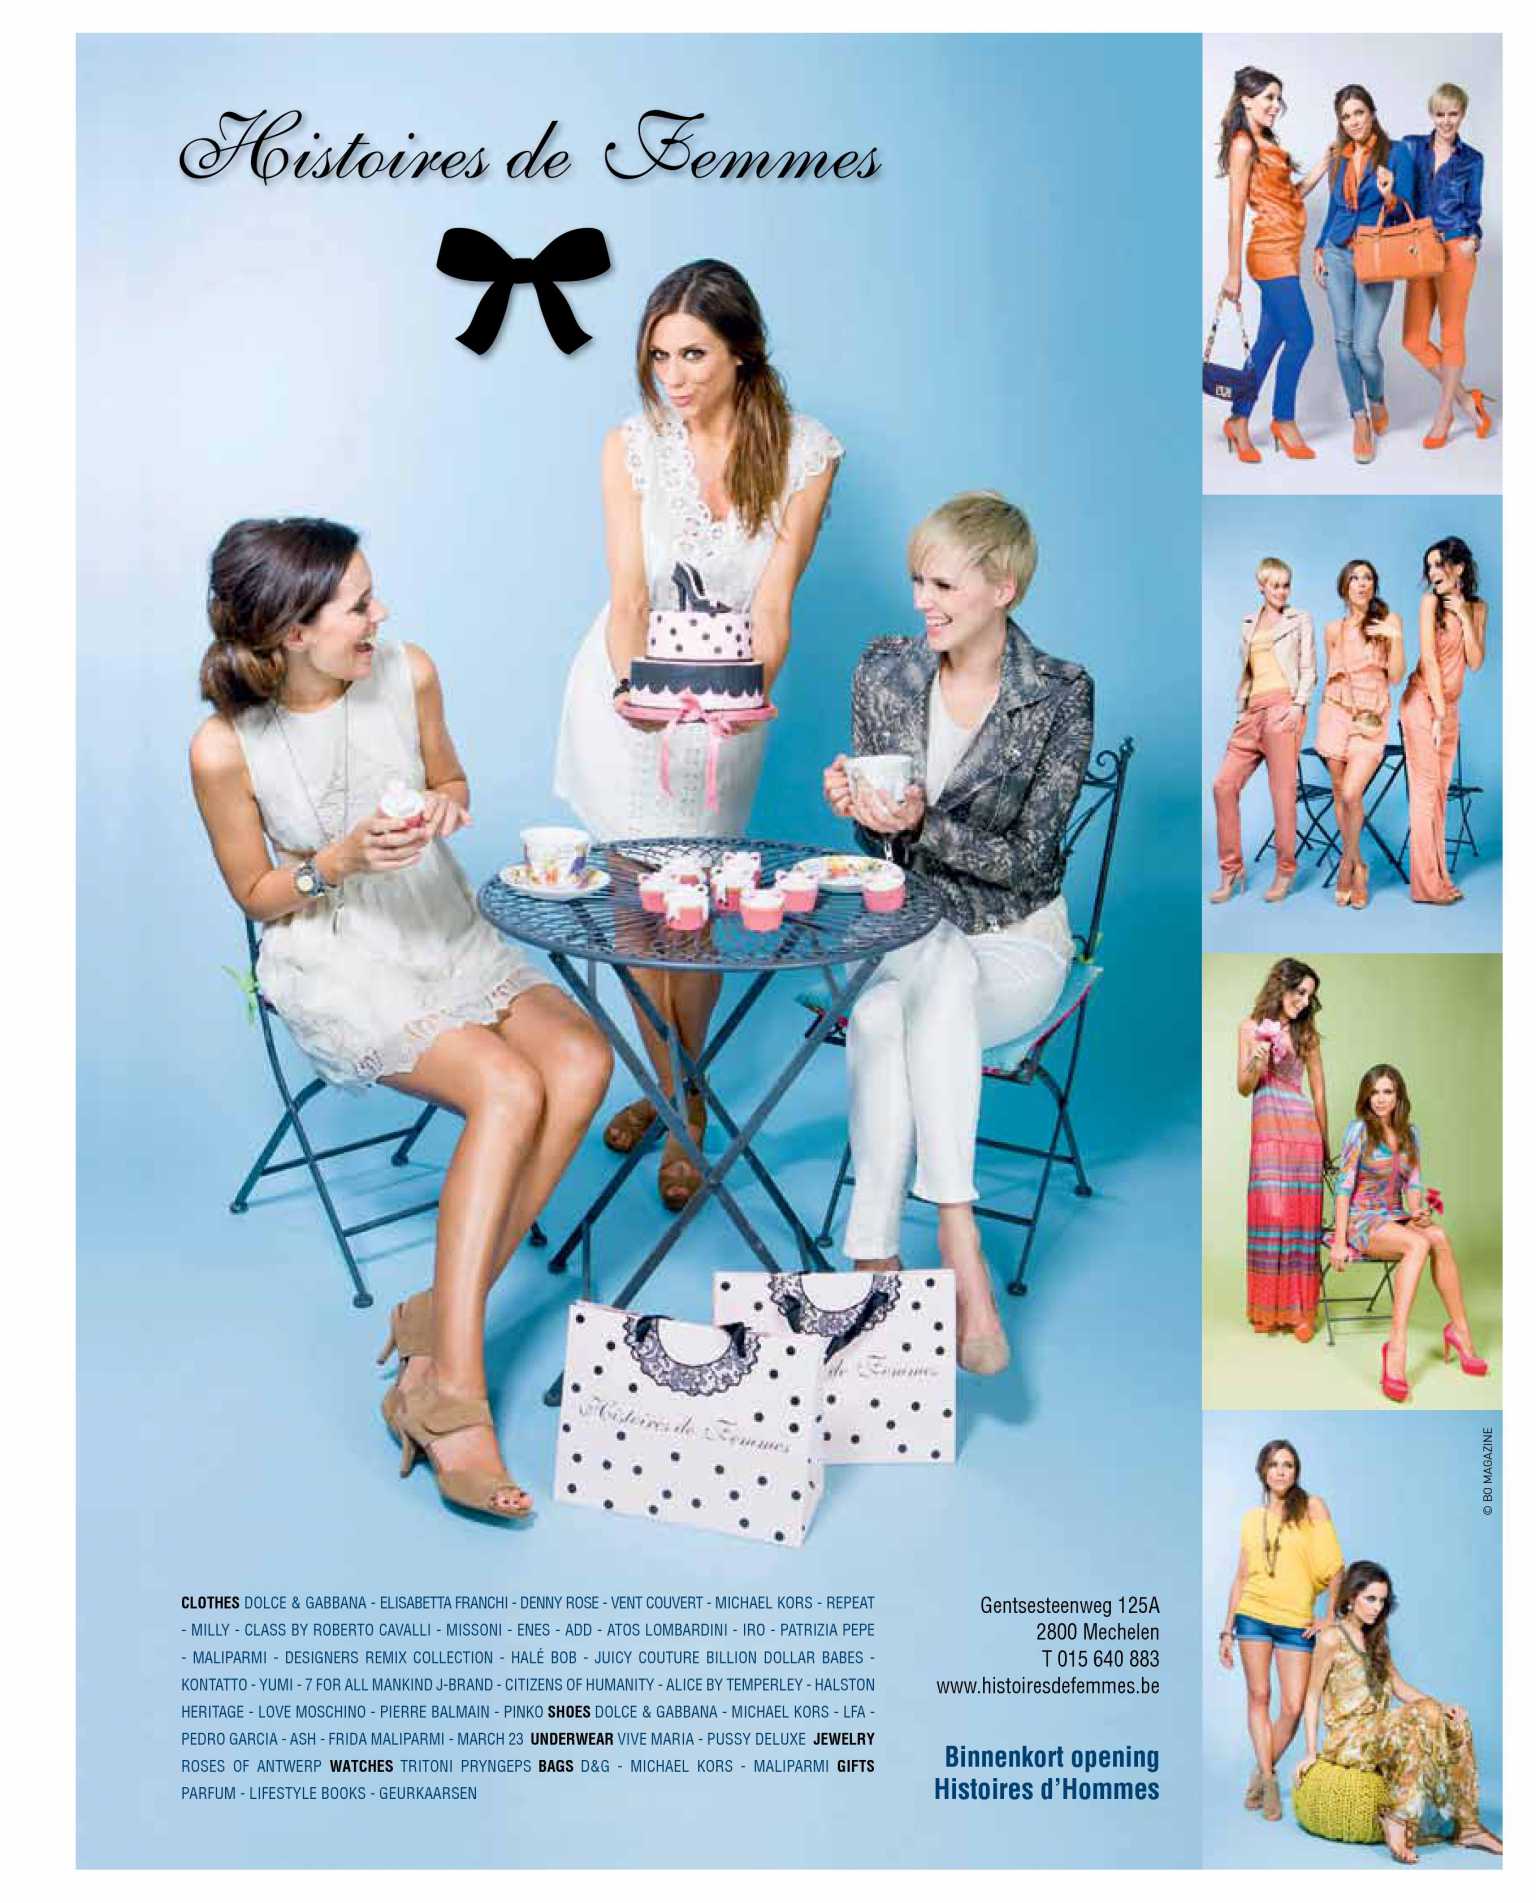 Histoires de Femmes
Histoires de Femmes
de Femmes
© BO MAGAZINE
CLOTHES DOLCE & GABBANA - ELISABETTA FRANCHI - DENNY ROSE - VENT COUVERT - MICHAEL KORS - REPEAT
- MILLY - CLASS BY ROBERTO CAVALLI - MISSONI - ENES - ADD - ATOS LOMBARDINI - IRO - PATRIZIA PEPE
- MALIPARMI - DESIGNERS REMIX COLLECTION - HALÉ BOB - JUICY COUTURE BILLION DOLLAR BABES -
KONTATTO - YUMI - 7 FOR ALL MANKIND J-BRAND - CITIZENS OF HUMANITY - ALICE BY TEMPERLEY - HALSTON
HERITAGE - LOVE MOSCHINO - PIERRE BALMAIN - PINKO SHOES DOLCE & GABBANA - MICHAEL KORS - LFA -
PEDRO GARCIA - ASH - FRIDA MALIPARMI - MARCH 23 UNDERWEAR VIVE MARIA - PUSSY DELUXE JEWELRY
ROSES OF ANTWERP WATCHES TRITONI PRYNGEPS BAGS D&G - MICHAEL KORS - MALIPARMI GIFTS
PARFUM - LIFESTYLE BOOKS - GEURKAARSEN
Gentsesteenweg 125A
2800 Mechelen
T 015 640 883
www.histoiresdefemmes.be
Binnenkort opening
Histoires d'Hommes